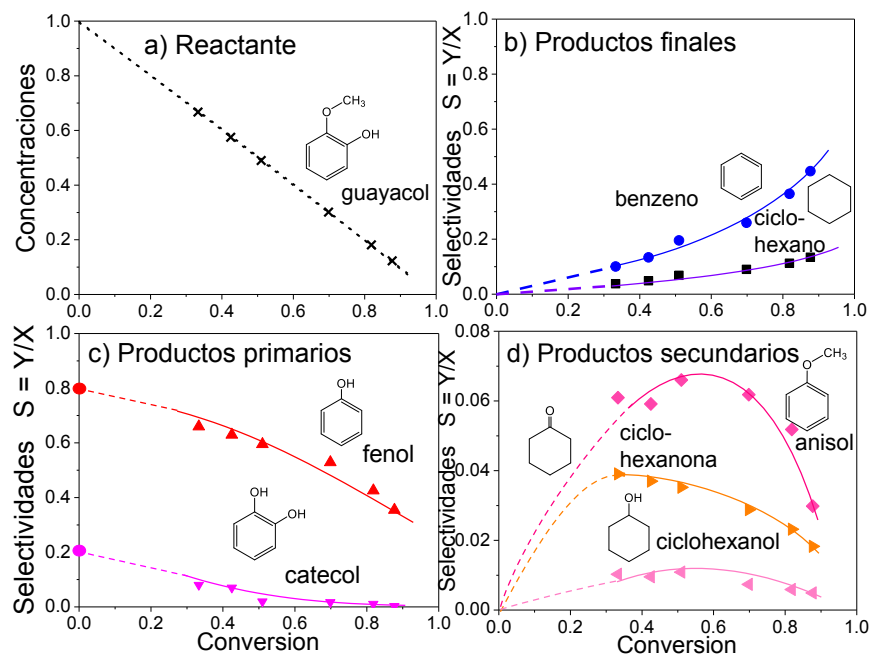 a) Reactante
Concentraciones
1.0
0.8
0.6
0.4
0.2
0.0
0.0 0.2 0.4 0.6 0.8 1.0
O
CH3
OH
guayacol
b) Productos finales
Selectividades S = Y/X
1.0
0.8
0.6
0.4
0.2
0.0
0.0 0.2 0.4 0.6 0.8 1.0
benzeno
ciclo-
hexano
c) Productos primarios
Selectividades S = Y/X
1.0
0.8
0.6
0.4
0.2
0.0
0.0 0.2 0.4 0.6 0.8 1.0
Conversion
OH
fenol
OH
OH
catecol
d) Productos secundarios
Selectividades S = Y/X
0.08
0.06
0.04
0.02
0.00
0.0 0.2 0.4 0.6 0.8 1.0
Conversion
O
CH3
anisol
O
ciclo-
hexanona
OH
ciclohexanol